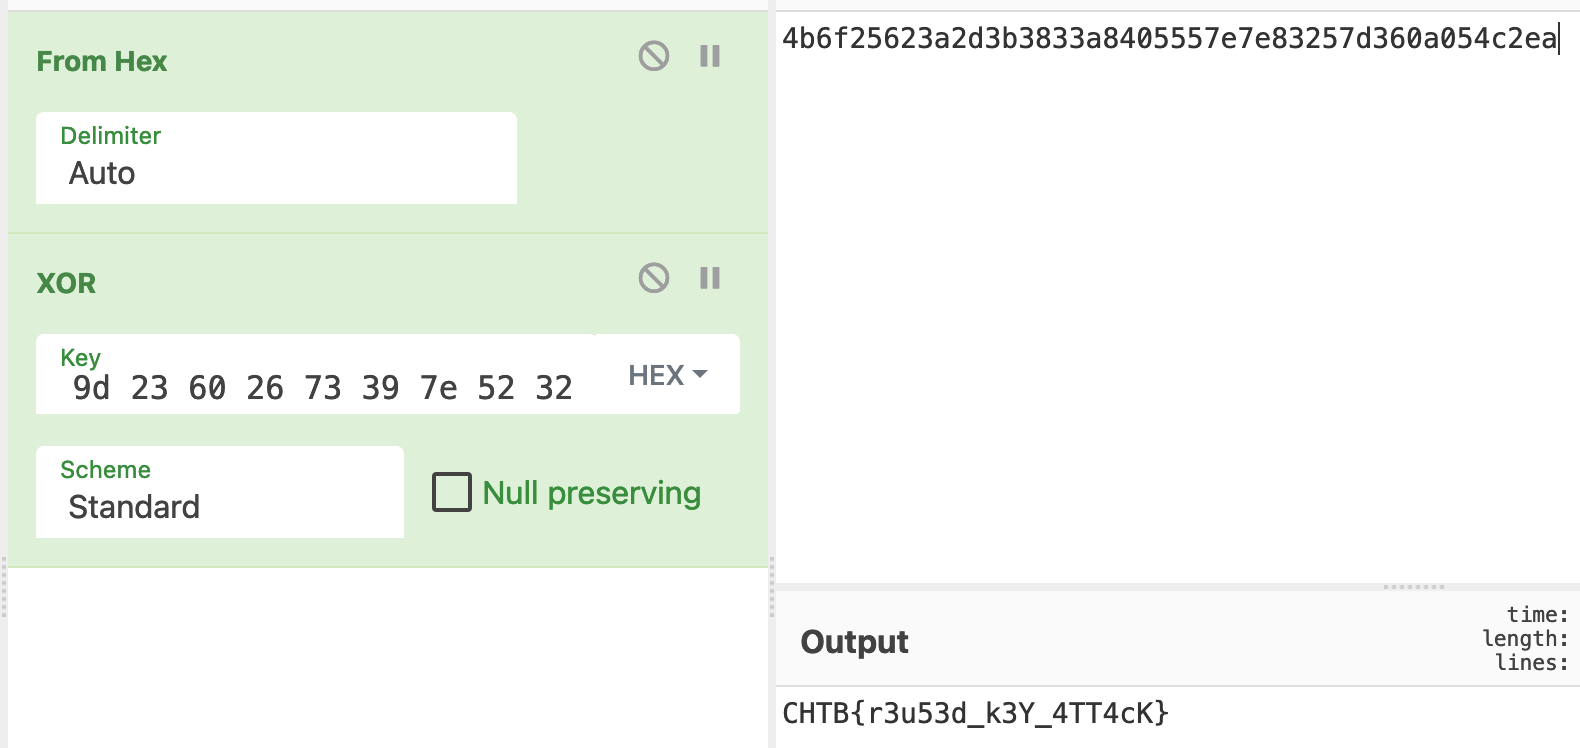 From Hex
Delimiter
Auto
XOR
Key
9d 23 60 26 73 39 7e 52 32
HEX
Scheme
Standard
Null preserving
4b6f25623a2d3b3833a8405557e7e83257d360a054c2ea
Output
time:
length:
lines:
CHTB{r3u53d_k3Y_4TT4cK}